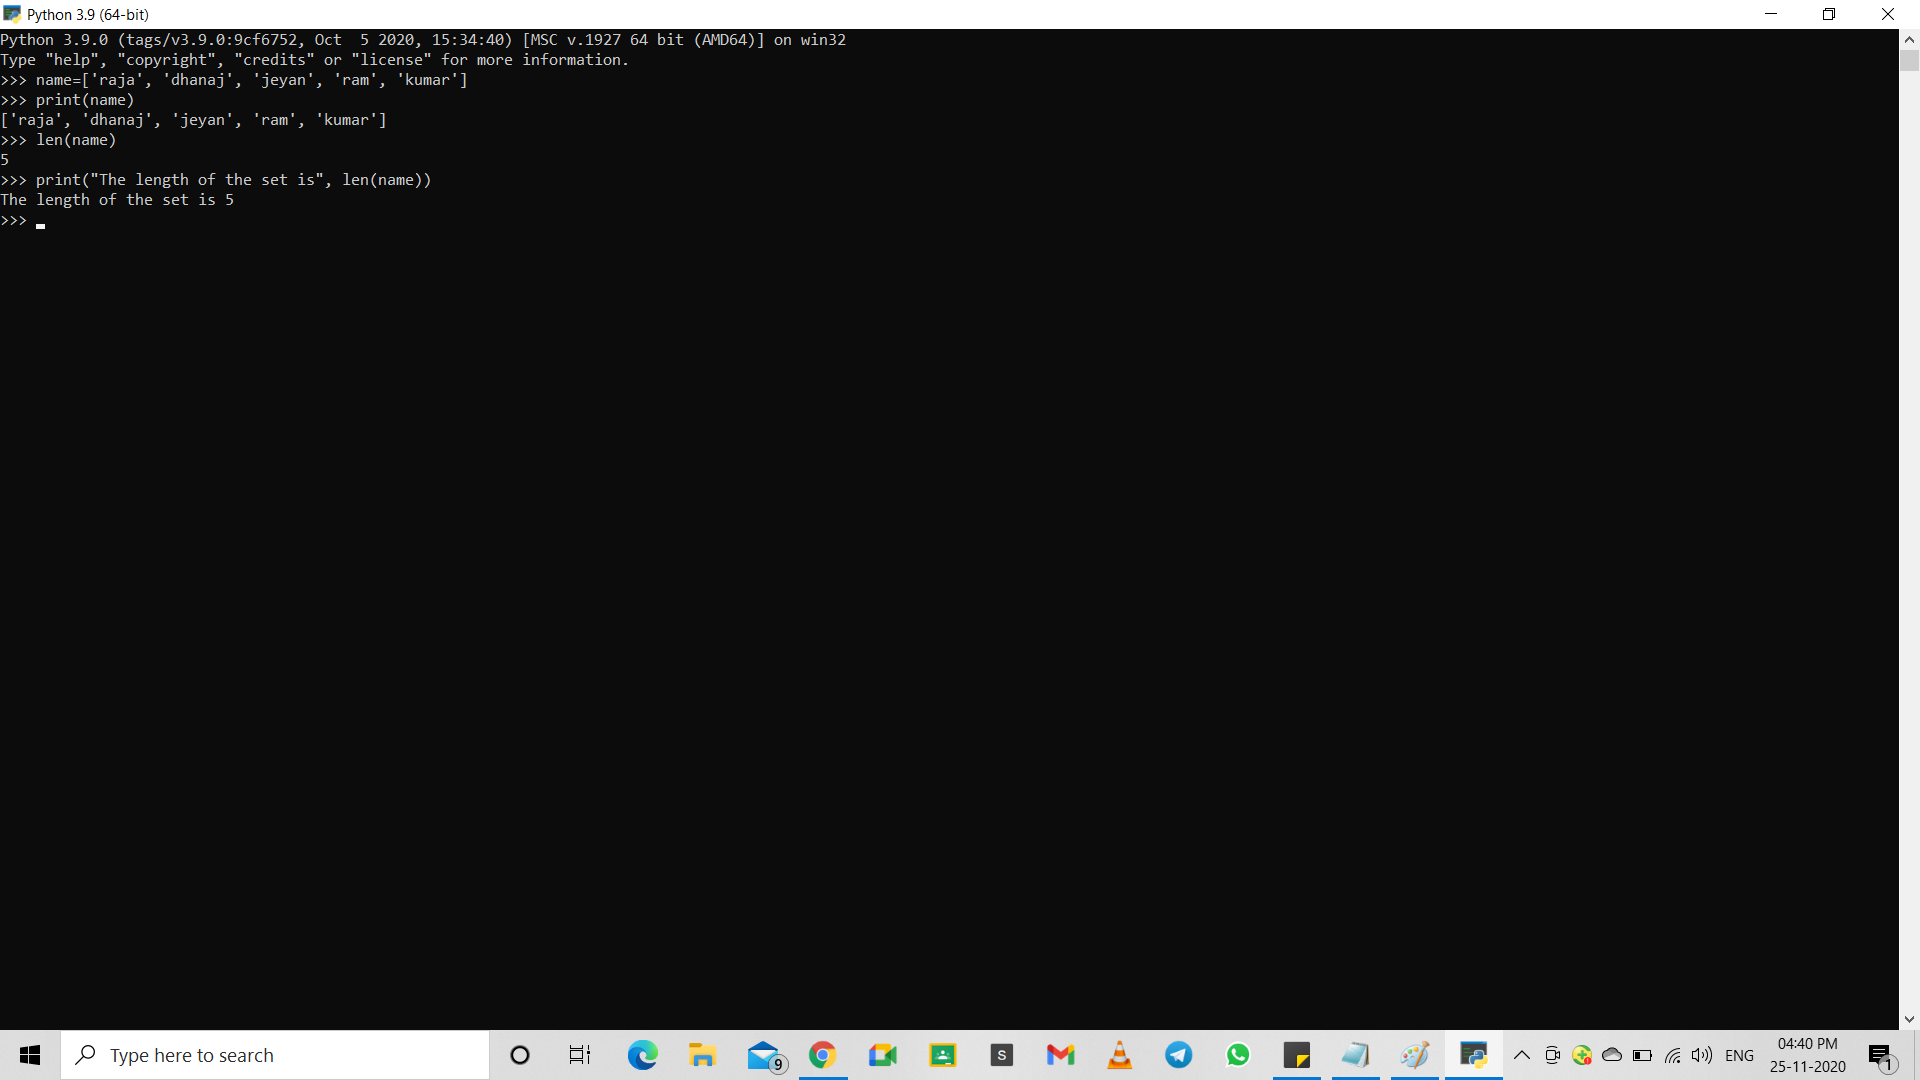 Python 3.9 (64-bit)
Python 3.9.0 (tags/v3.9.0:9cf6752, Oct  5 2020, 15:34:40) [MSC v.1927 64 bit (AMD64)] on win32
Type "help", "copyright", "credits" or "license" for more information.
>>> name=['raja', 'dhanaj', 'jeyan', 'ram', 'kumar']
>>> print(name)
['raja', 'dhanaj', 'jeyan', 'ram', 'kumar']
>>> len(name)
5
>>> print("The length of the set is", len(name))
The length of the set is 5
>>>
Type here to search
9
S
ENG
04:40 PM
25-11-2020
1